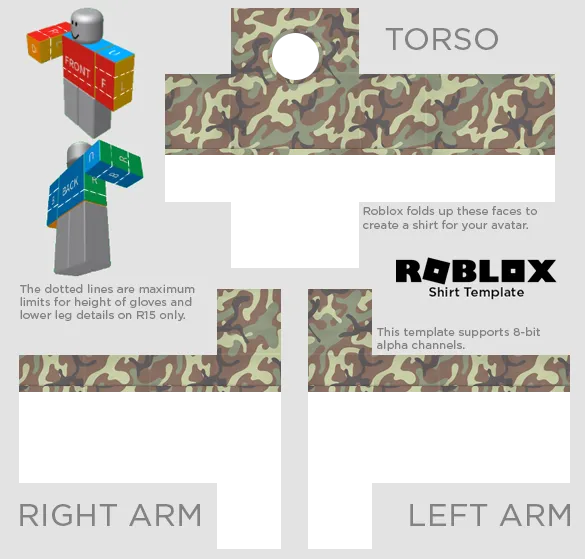 TORSO
FRONT
F
L
U
R
Roblox folds up these faces to
create a shirt for your avatar.
U
BACK
R
B
B
ROBLOX
Shirt Template
The dotted lines are maximum
limits for height of gloves and
lower leg details on R15 only.
This template supports 8-bit
alpha channels.
RIGHT ARM
LEFT ARM